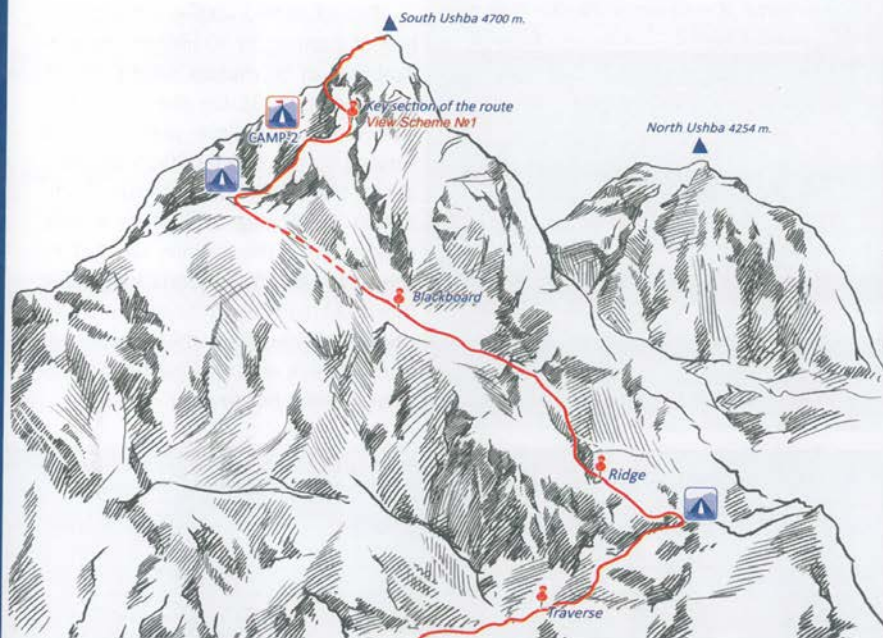 South Ushba 4700 m.
Key section of the route
View Scheme №1
CAMP-2
North Ushba 4254 m.
Blackboard
Ridge
Traverse